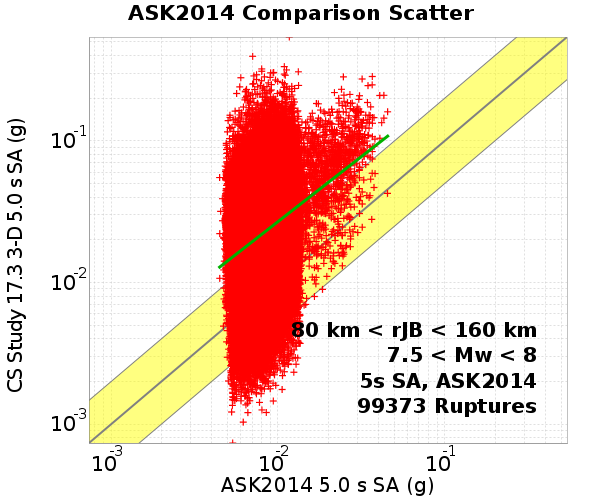 ASK2014 Comparison Scatter
CS Study 17.3 3-D 5.0 s SA (g)
10-1
10-2
10-3
80 km < rJB < 160 km
7.5 < Mw < 8
5s SA, ASK2014
99373 Ruptures
10-3 10-2 10-1
ASK2014 5.0 s SA (g)